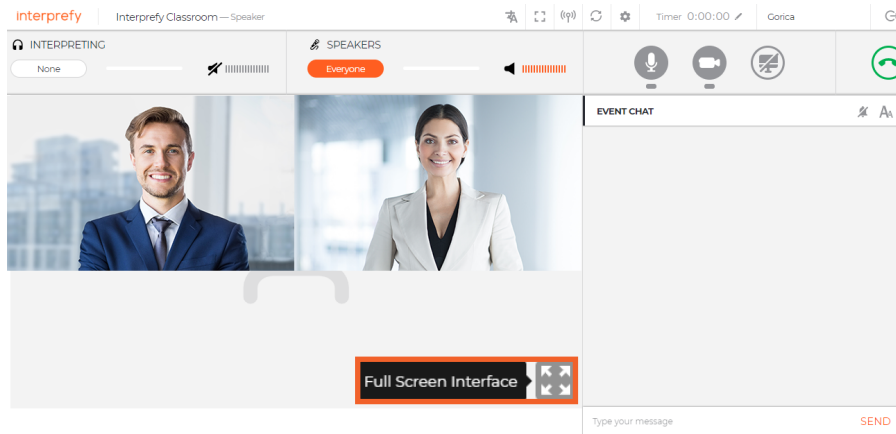 interprefy
Interprefy Classroom — Speaker
Timer 0:00:00
Gorica
INTERPRETING
None
SPEAKERS
Everyone
EVENT CHAT
AA
Full Screen Interface
Type your message
SEND